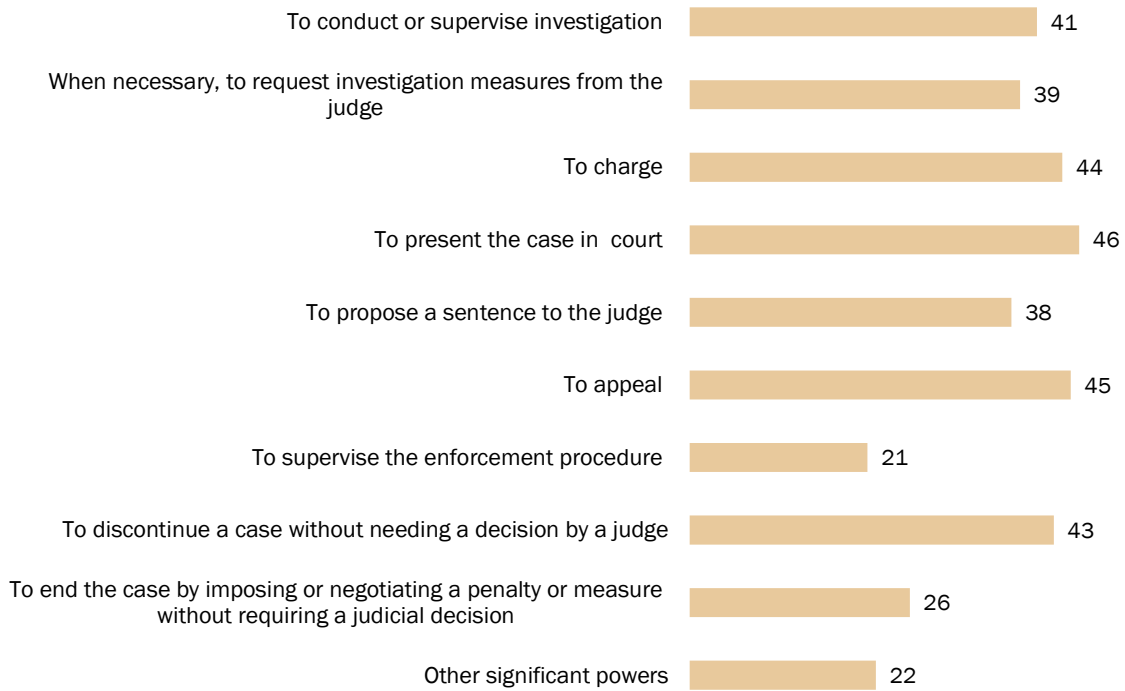 To conduct or supervise investigation 41
When necessary, to request investigation measures from the
judge 39
To charge 44
To present the case in  court 46
To propose a sentence to the judge 38
To appeal 45
To supervise the enforcement procedure 21
To discontinue a case without needing a decision by a judge 43
To end the case by imposing or negotiating a penalty or measure
without requiring a judicial decision 26
Other significant powers 22